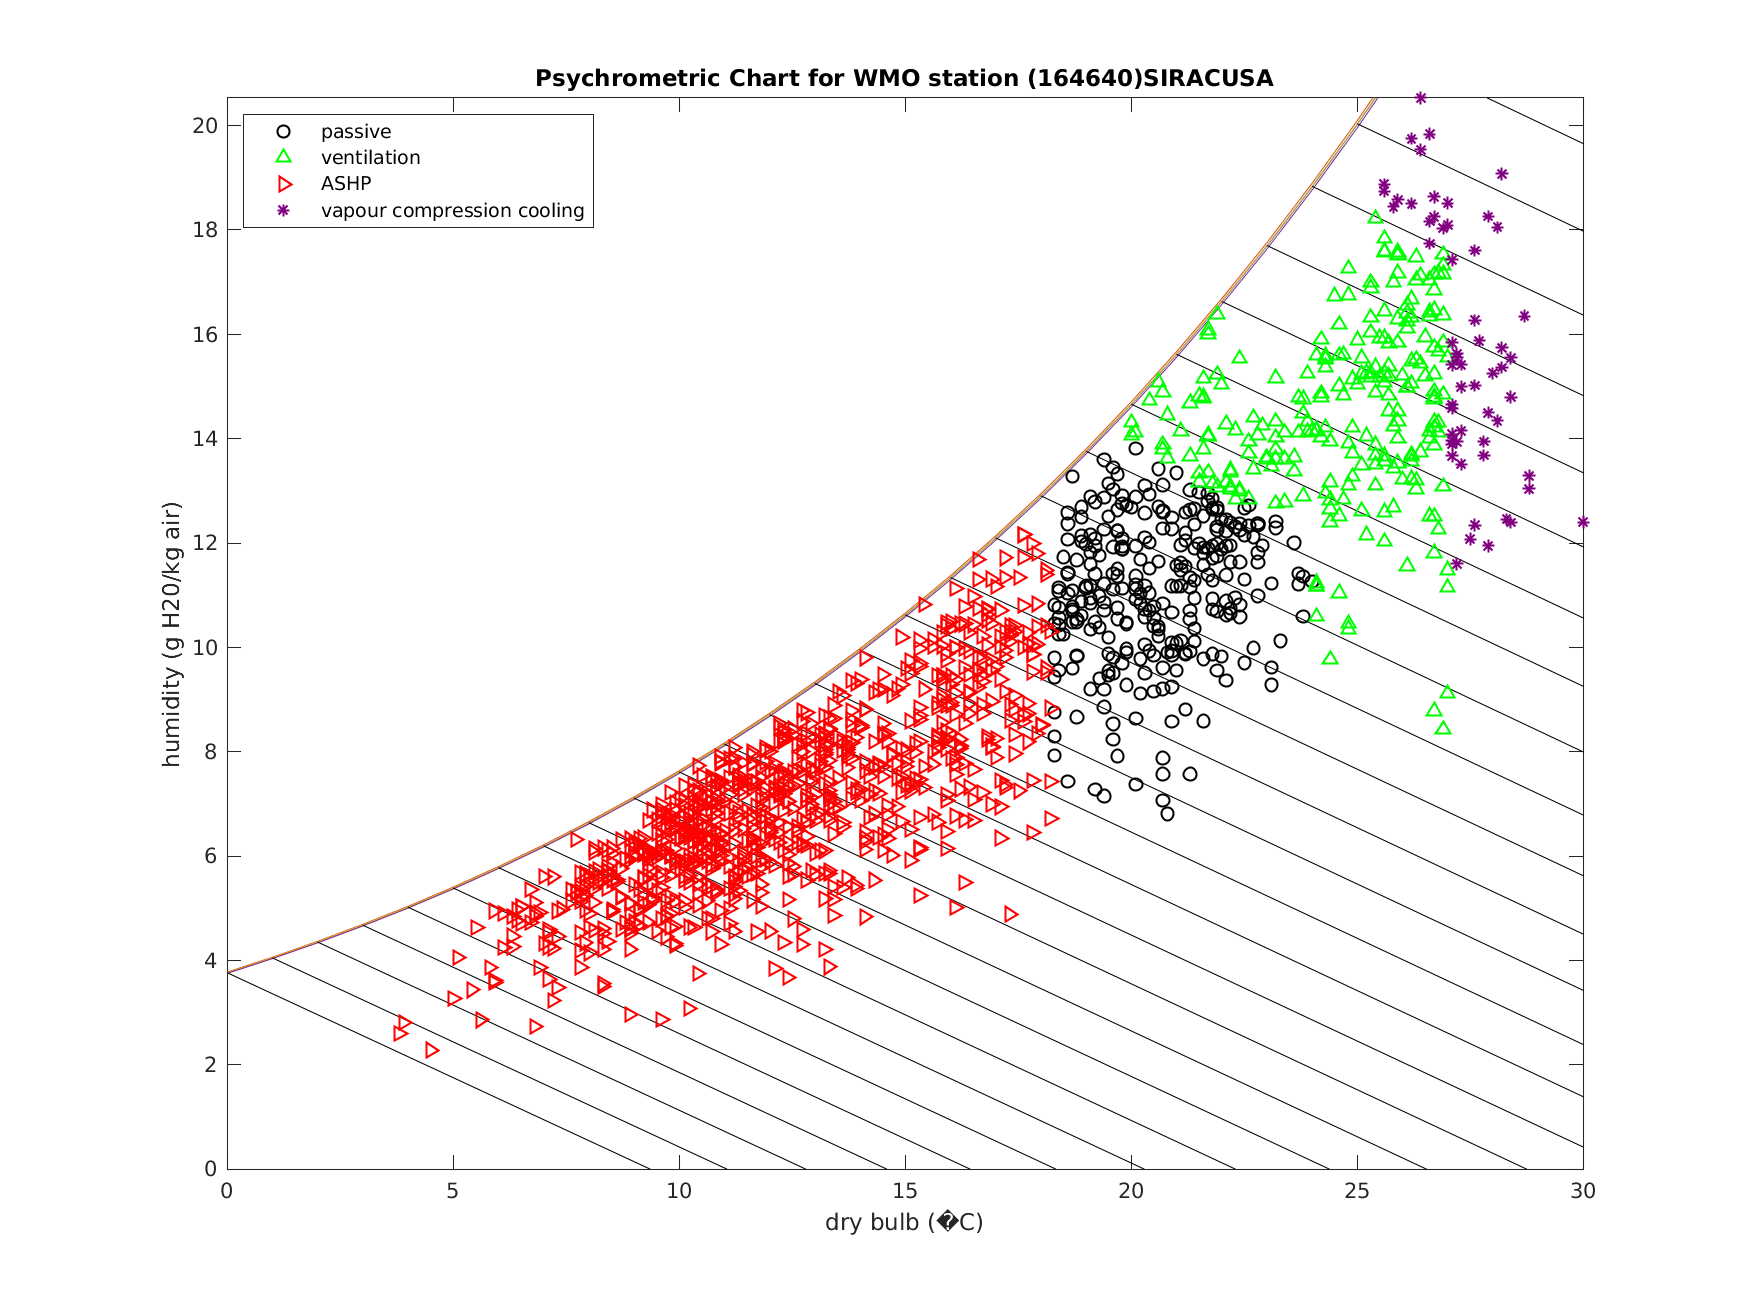 Psychrometric Chart for WMO station (164640)SIRACUSA
passive
ventilation
ASHP
vapour compression cooling
humidity (g H20/kg air)
20
18
16
14
12
10
8
6
4
2
0
0 5 10 15 20 25 30
dry bulb (�C)